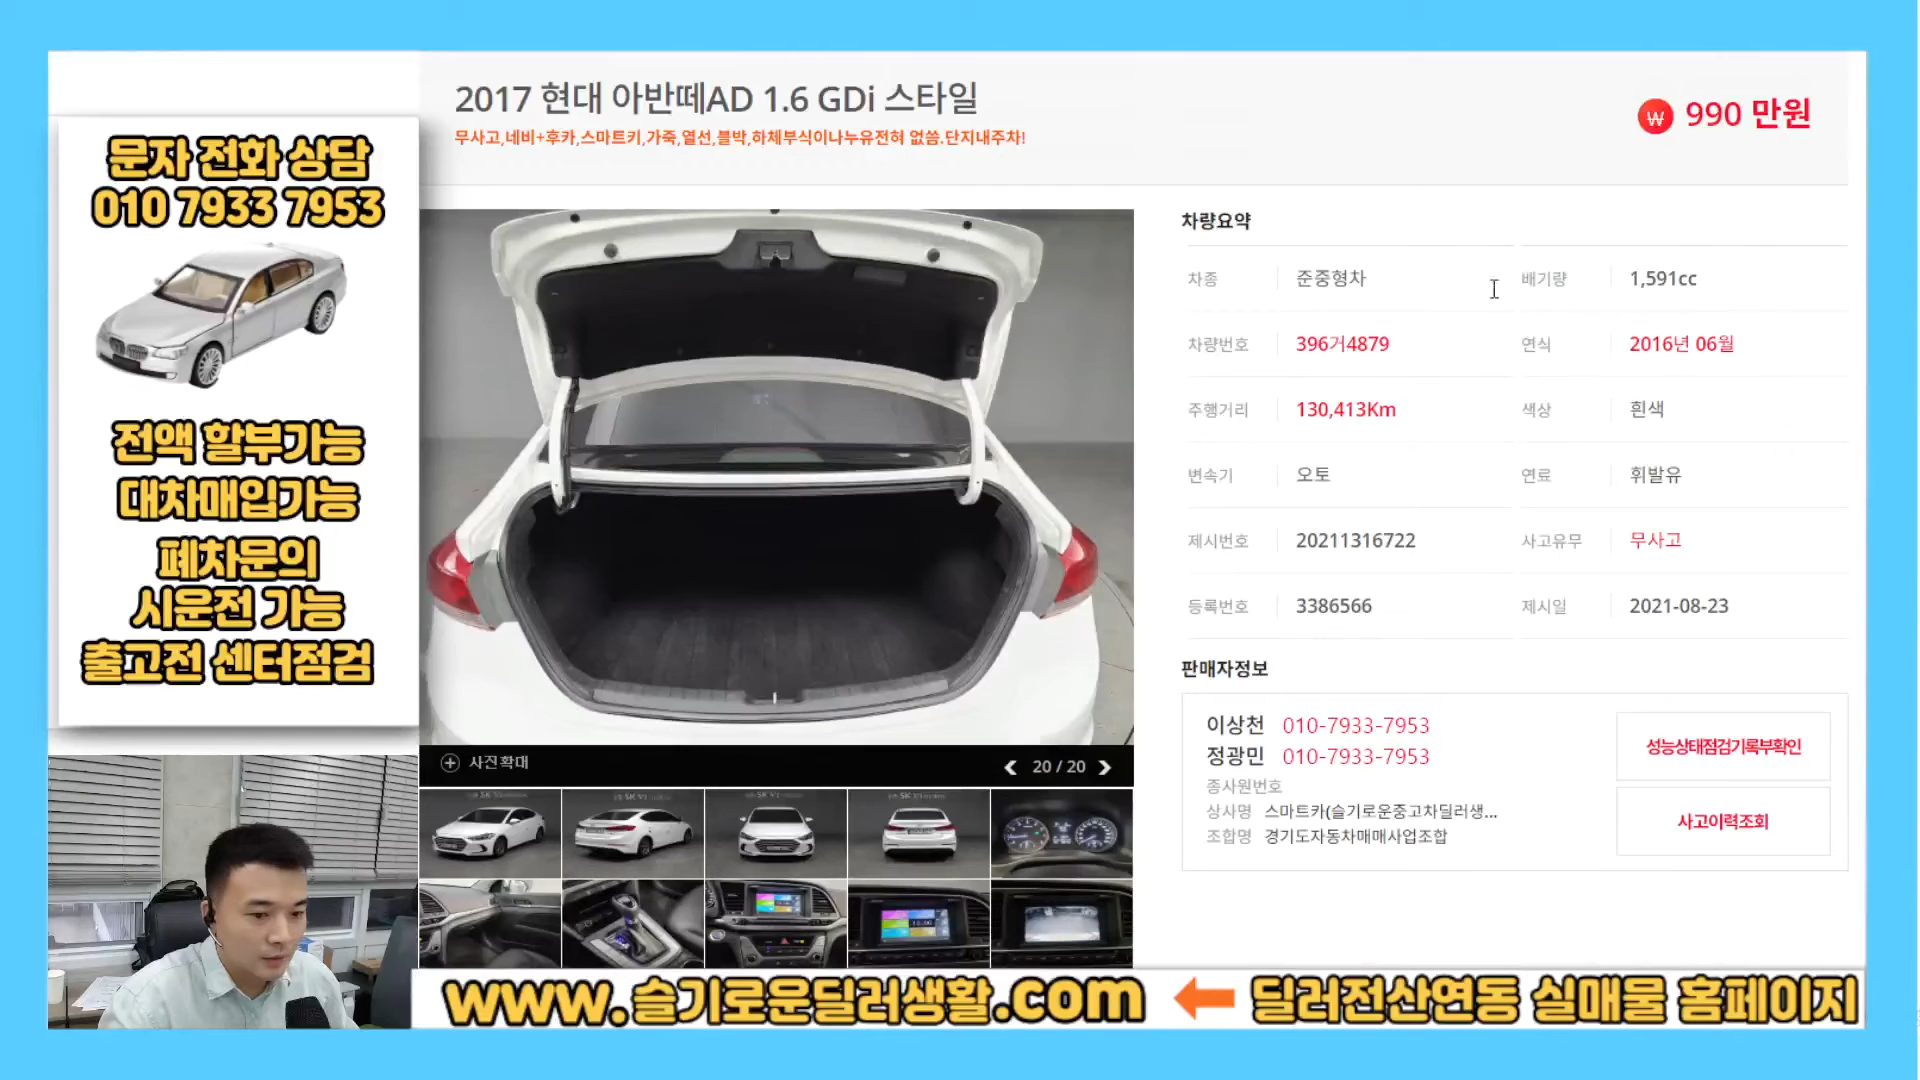 2017 현대 아반떼AD 1.6 GDi 스타일
무사고,네비+후카,스마트키,가죽,열선,블박,하체부식이나누유전혀 없씀.단지내주차!
₩ 990 만원
문자 전화 상담
010 7933 7953
전액 할부가능
대차매입가능
폐차문의
시운전 가능
출고전 센터점검
사진확대
20 / 20
차량요약
차종 준중형차 배기량 1,591cc
차량번호 396거4879 연식 2016년 06월
주행거리 130,413Km 색상 흰색
변속기 오토 연료 휘발유
제시번호 20211316722 사고유무 무사고
등록번호 3386566 제시일 2021-08-23
판매자정보
이상천 010-7933-7953
정광민 010-7933-7953
종사원번호
상사명 스마트카(슬기로운중고차딜러생...
조합명 경기도자동차매매사업조합
성능상태점검기록부확인
사고이력조회
www.슬기로운딜러생활.com ← 딜러전산연동 실매물 홈페이지